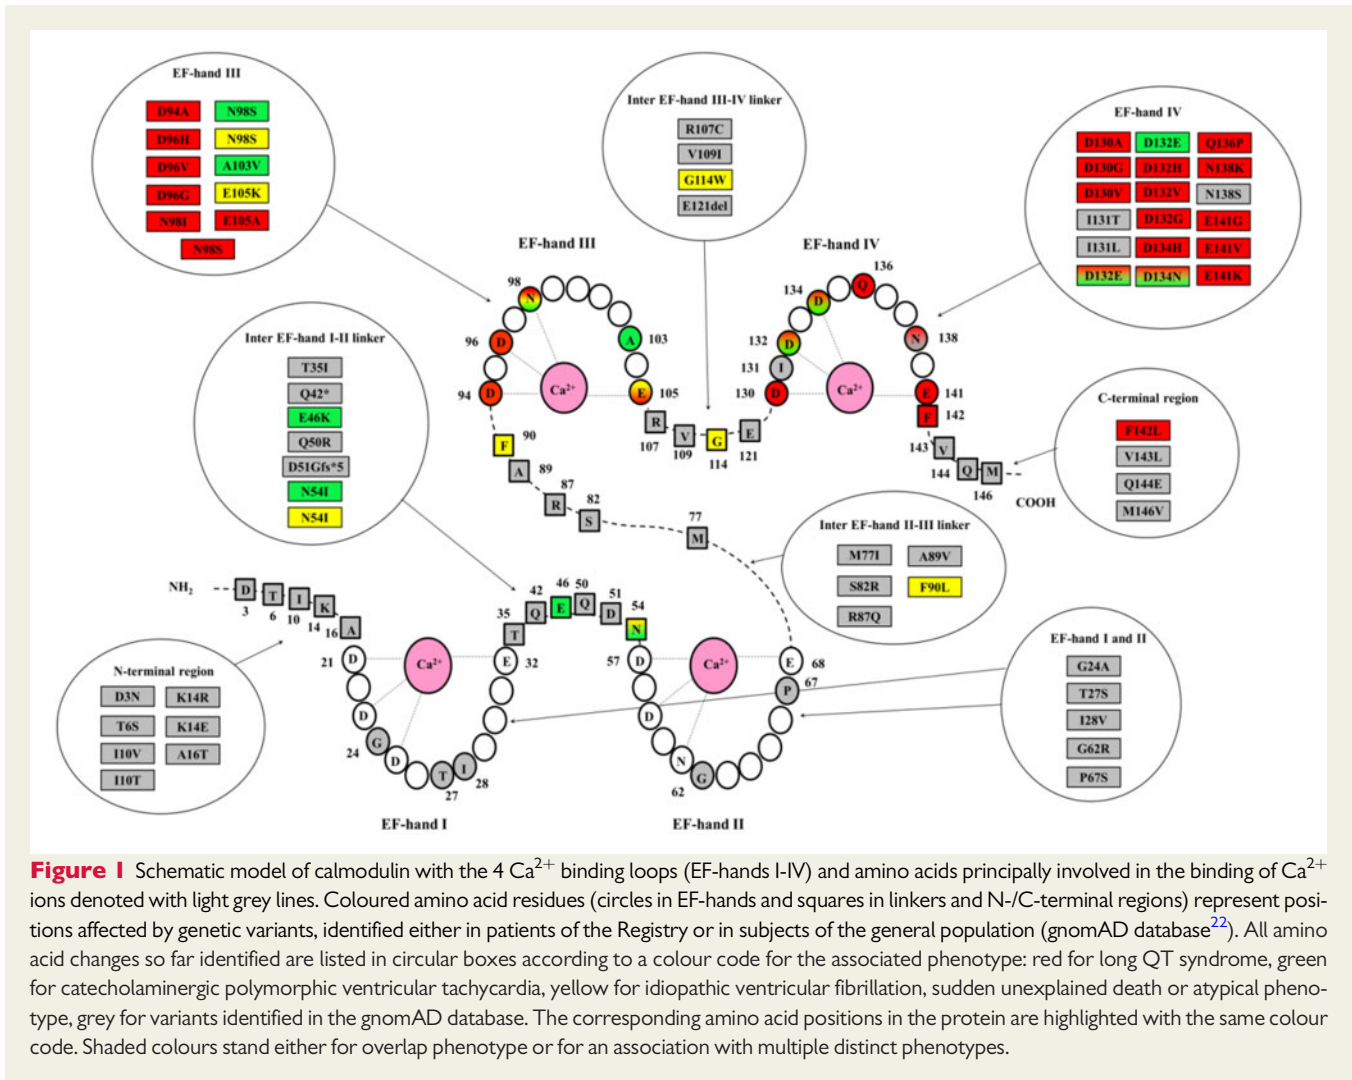 EF-hand III
D94A N98S
D96H N98S
D96V A103V
D96G E105K
N98I E105A
N98S
Inter EF-hand III-IV linker
R107C
V109I
G114W
E121del
EF-hand IV
D130A D132E Q136P
D130G D132H N138K
D130V D132V N138S
I131T D132G E141G
I131L D134H E141V
D132E D134N E141K
Inter EF-hand I-II linker
T35I
Q42*
E46K
Q50R
D51Gfs*5
N54I
N54I
EF-hand III
98 N
96 D
94 D
A 103
E 105
Ca²⁺
F 90
A 89
R 87
S 82
M 77
R 107
V 109
G 114
E 121
EF-hand IV
136 Q
134 D
132 D
131 I
130 D
N 138
E 141
F 142
143 V
144 Q
M 146
COOH
Ca²⁺
C-terminal region
F142L
V143L
Q144E
M146V
Inter EF-hand II-III linker
M77I A89V
S82R F90L
R87Q
NH₂
D 3
T 6
I 10
K 14
16 A
21 D
D
24 G
D
T 27
I 28
E 32
35 T
42 Q
46 E
50 Q
51 D
54 N
57 D
D
N
62 G
P 67
E 68
Ca²⁺
Ca²⁺
EF-hand I
EF-hand II
N-terminal region
D3N K14R
T6S K14E
I10V A16T
I10T
EF-hand I and II
G24A
T27S
I28V
G62R
P67S
Figure 1 Schematic model of calmodulin with the 4 Ca²⁺ binding loops (EF-hands I-IV) and amino acids principally involved in the binding of Ca²⁺
ions denoted with light grey lines. Coloured amino acid residues (circles in EF-hands and squares in linkers and N-/C-terminal regions) represent posi-
tions affected by genetic variants, identified either in patients of the Registry or in subjects of the general population (gnomAD database²²). All amino
acid changes so far identified are listed in circular boxes according to a colour code for the associated phenotype: red for long QT syndrome, green
for catecholaminergic polymorphic ventricular tachycardia, yellow for idiopathic ventricular fibrillation, sudden unexplained death or atypical pheno-
type, grey for variants identified in the gnomAD database. The corresponding amino acid positions in the protein are highlighted with the same colour
code. Shaded colours stand either for overlap phenotype or for an association with multiple distinct phenotypes.